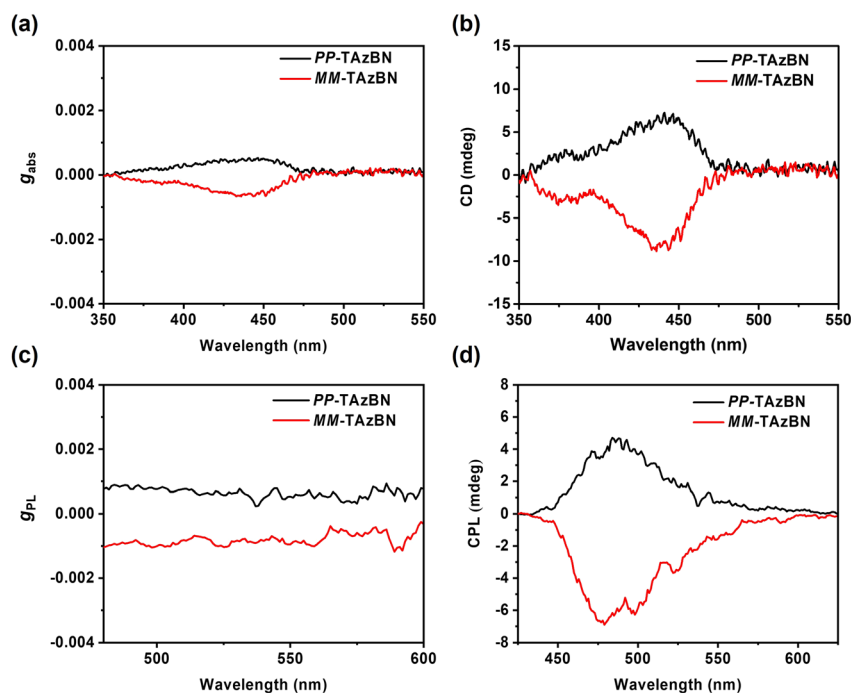 (a)
0.004
0.002
0.000
-0.002
-0.004
g_abs
350 400 450 500 550
Wavelength (nm)
PP-TAzBN
MM-TAzBN
(b)
15
10
5
0
-5
-10
-15
CD (mdeg)
350 400 450 500 550
Wavelength (nm)
PP-TAzBN
MM-TAzBN
(c)
0.004
0.002
0.000
-0.002
-0.004
g_PL
500 550 600
Wavelength (nm)
PP-TAzBN
MM-TAzBN
(d)
8
6
4
2
0
-2
-4
-6
-8
CPL (mdeg)
450 500 550 600
Wavelength (nm)
PP-TAzBN
MM-TAzBN